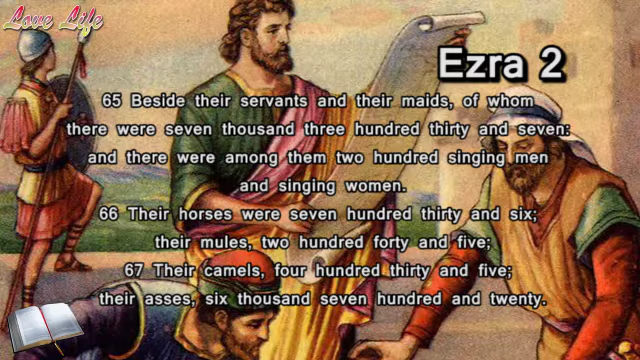 Love Life
Ezra 2
65 Beside their servants and their maids, of whom
there were seven thousand three hundred thirty and seven:
and there were among them two hundred singing men
and singing women.
66 Their horses were seven hundred thirty and six;
their mules, two hundred forty and five;
67 Their camels, four hundred thirty and five;
their asses, six thousand seven hundred and twenty.